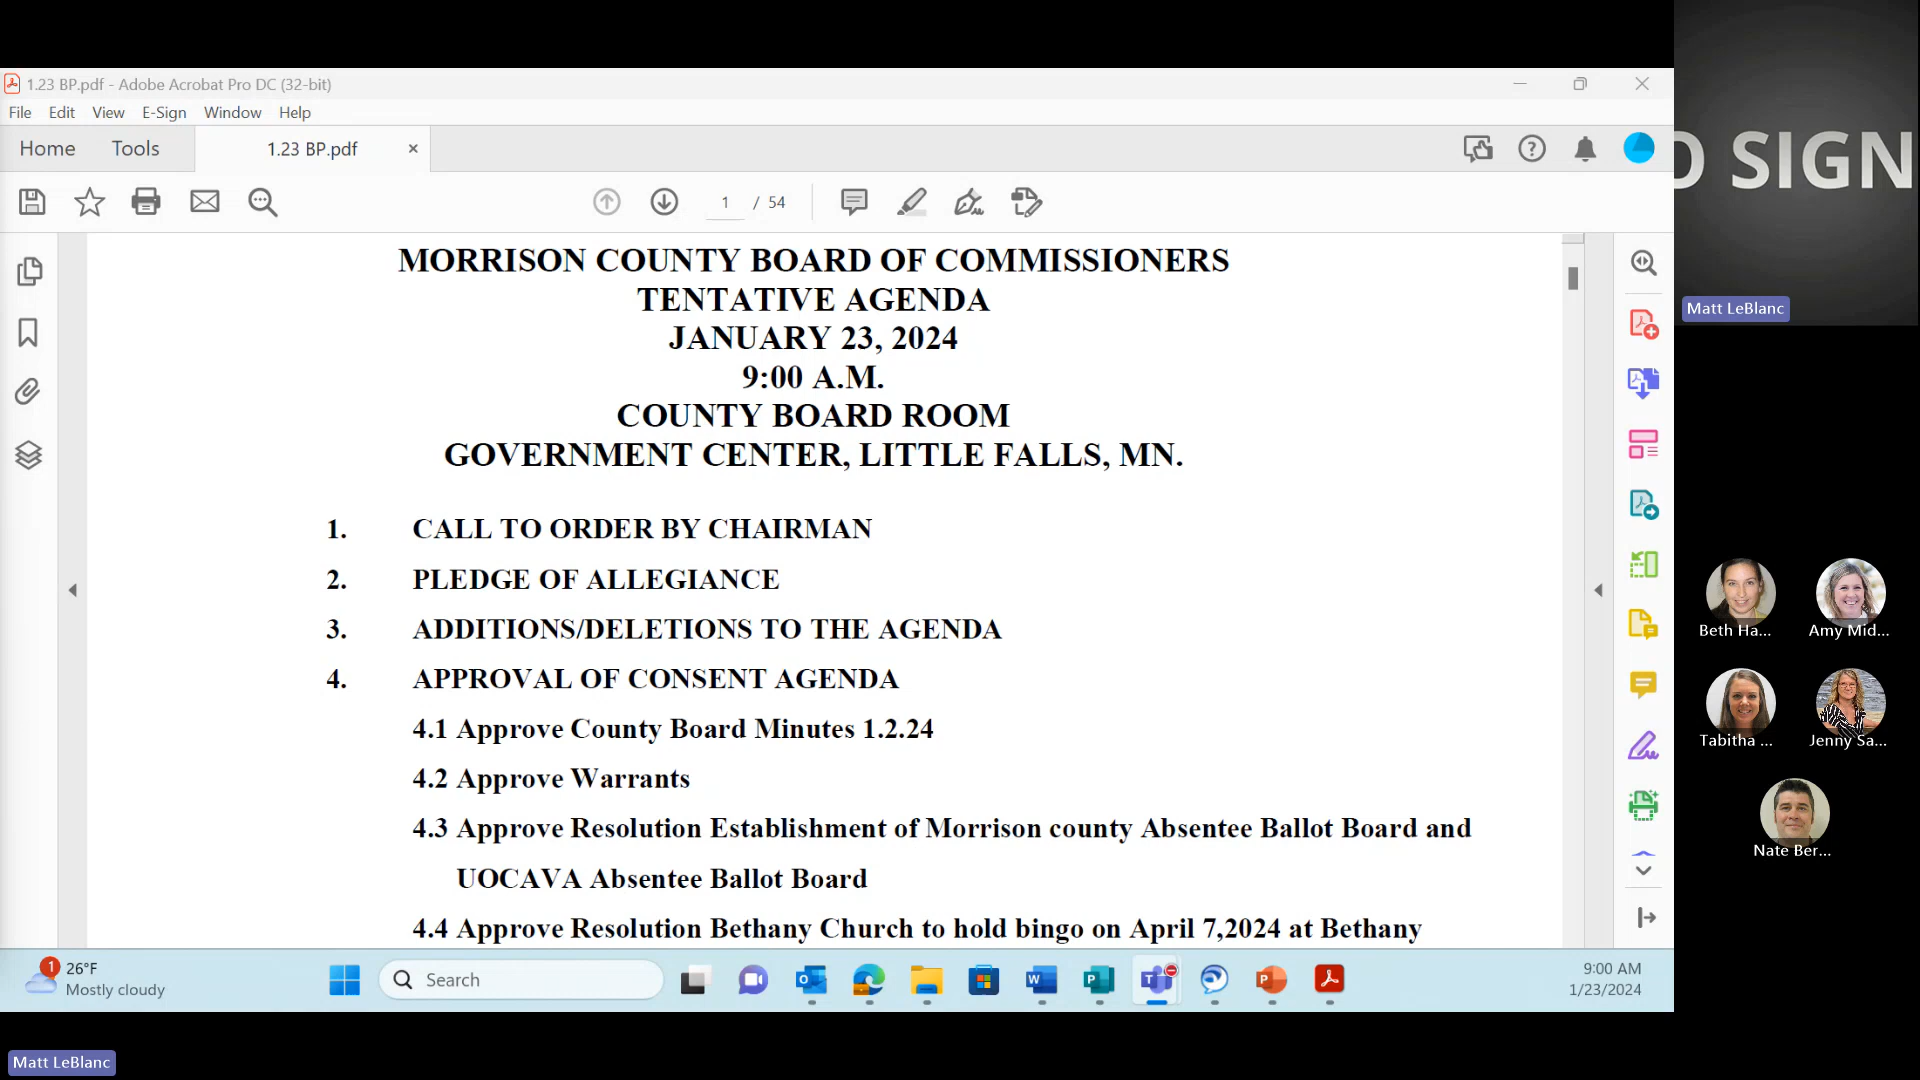 1.23 BP.pdf - Adobe Acrobat Pro DC (32-bit)
File Edit View E-Sign Window Help
Home Tools 1.23 BP.pdf
1 / 54
MORRISON COUNTY BOARD OF COMMISSIONERS
TENTATIVE AGENDA
JANUARY 23, 2024
9:00 A.M.
COUNTY BOARD ROOM
GOVERNMENT CENTER, LITTLE FALLS, MN.
1. CALL TO ORDER BY CHAIRMAN
2. PLEDGE OF ALLEGIANCE
3. ADDITIONS/DELETIONS TO THE AGENDA
4. APPROVAL OF CONSENT AGENDA
4.1 Approve County Board Minutes 1.2.24
4.2 Approve Warrants
4.3 Approve Resolution Establishment of Morrison county Absentee Ballot Board and
UOCAVA Absentee Ballot Board
4.4 Approve Resolution Bethany Church to hold bingo on April 7,2024 at Bethany
1
26°F
Mostly cloudy
Search
9:00 AM
1/23/2024
Matt LeBlanc
O SIGN
Matt LeBlanc
Beth Ha... Amy Mid...
Tabitha ... Jenny Sa...
Nate Ber...